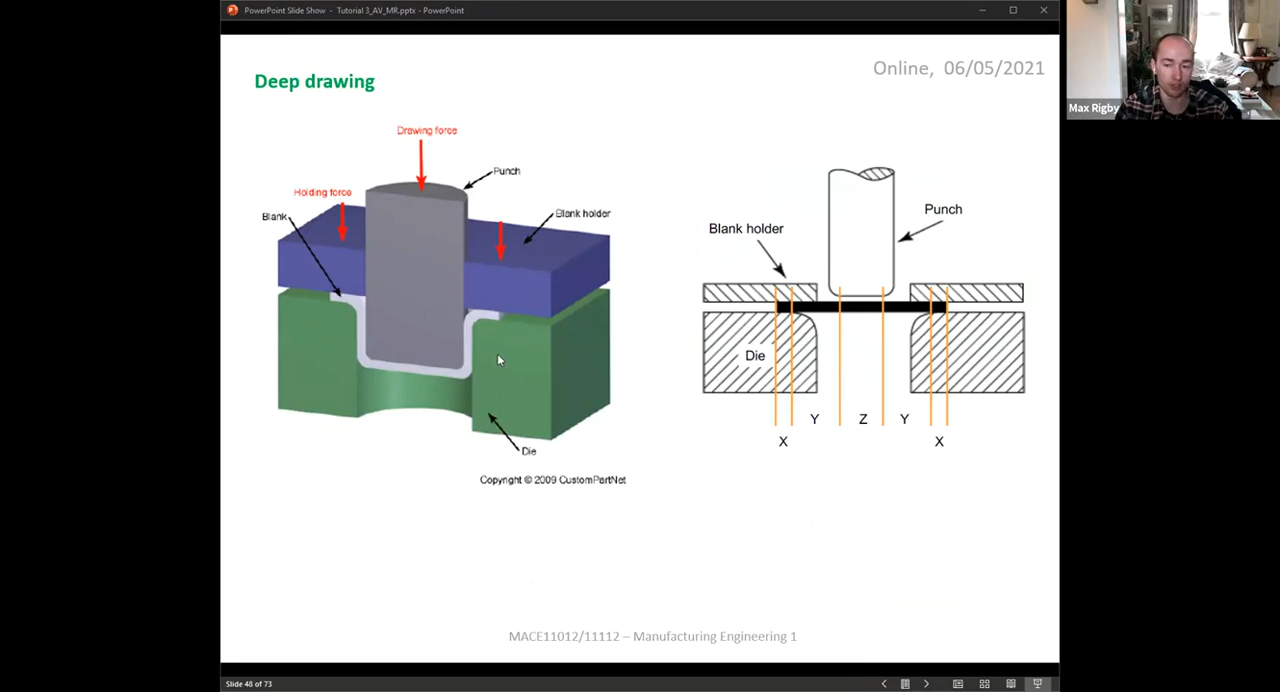 PowerPoint Slide Show - Tutorial 3_AV_MR.pptx - PowerPoint
Max Rigby
Online, 06/05/2021
Deep drawing
Drawing force
Punch
Holding force
Blank
Blank holder
Die
Copyright © 2009 CustomPartNet
Punch
Blank holder
Die
Y Z Y
X X
MACE11012/11112 – Manufacturing Engineering 1
Slide 48 of 73